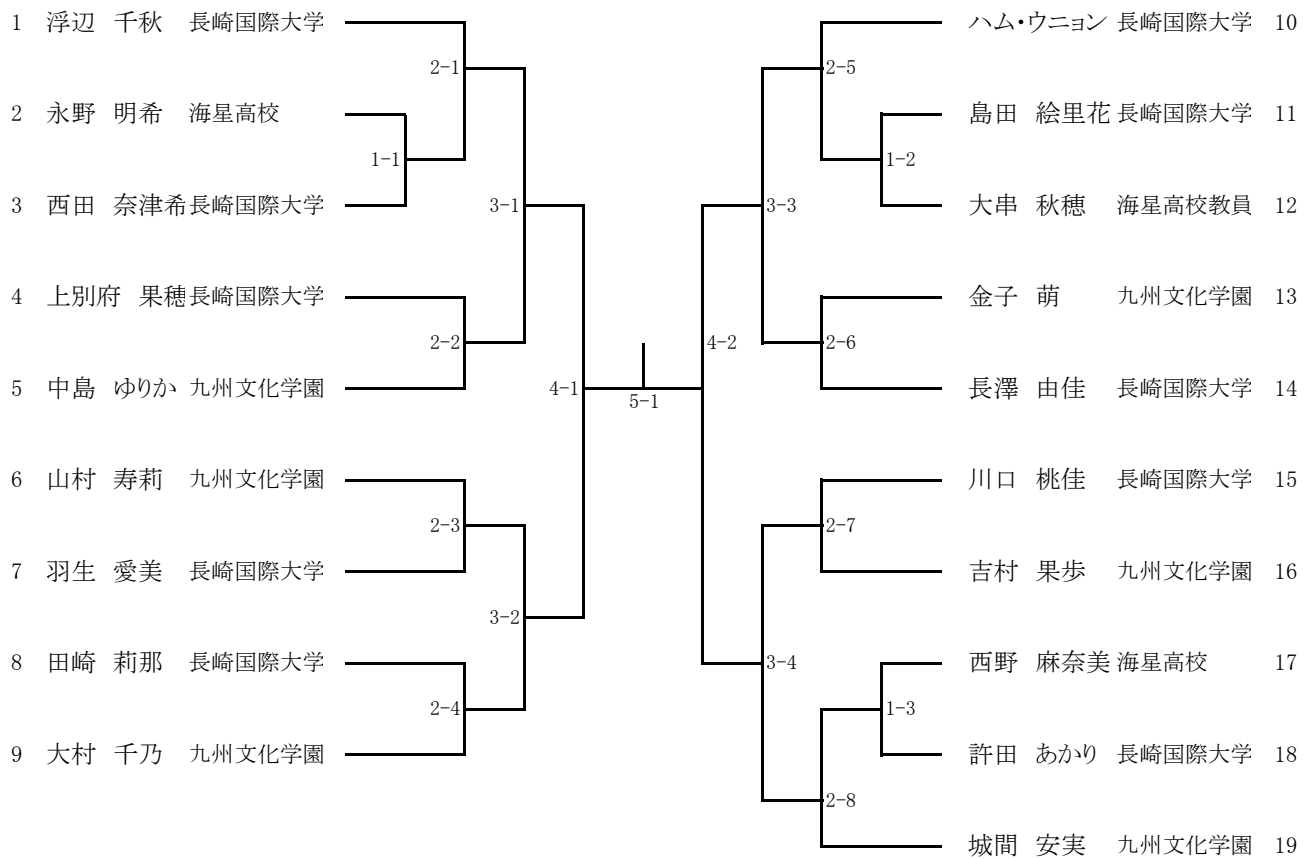 1 浮辺 千秋 長崎国際大学
2 永野 明希 海星高校
3 西田 奈津希 長崎国際大学
4 上別府 果穂 長崎国際大学
5 中島 ゆりか 九州文化学園
6 山村 寿莉 九州文化学園
7 羽生 愛美 長崎国際大学
8 田崎 莉那 長崎国際大学
9 大村 千乃 九州文化学園
2-1
1-1
3-1
2-2
4-1
2-3
3-2
2-4
5-1
4-2
2-5
1-2
3-3
2-6
2-7
3-4
1-3
2-8
ハム・ウニョン 長崎国際大学 10
島田 絵里花 長崎国際大学 11
大串 秋穂 海星高校教員 12
金子 萌 九州文化学園 13
長澤 由佳 長崎国際大学 14
川口 桃佳 長崎国際大学 15
吉村 果歩 九州文化学園 16
西野 麻奈美 海星高校 17
許田 あかり 長崎国際大学 18
城間 安実 九州文化学園 19